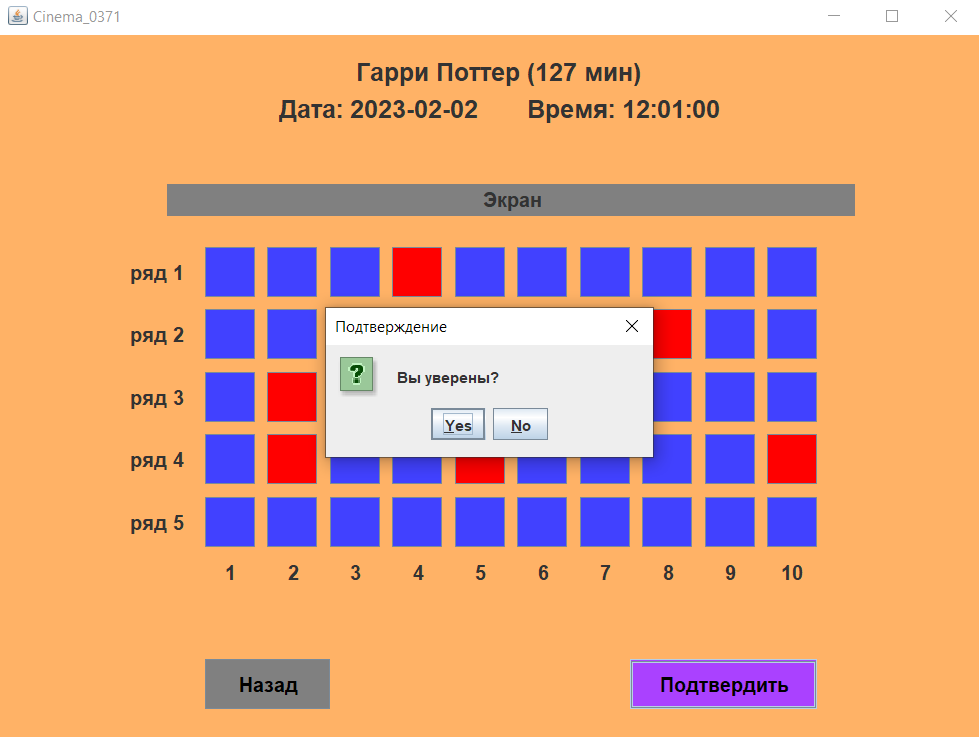 Cinema_0371
Гарри Поттер (127 мин)
Дата: 2023-02-02 Время: 12:01:00
Экран
ряд 1
ряд 2
Подтверждение
?
Вы уверены?
ряд 3
Yes No
ряд 4
ряд 5
1 2 3 4 5 6 7 8 9 10
Назад Подтвердить